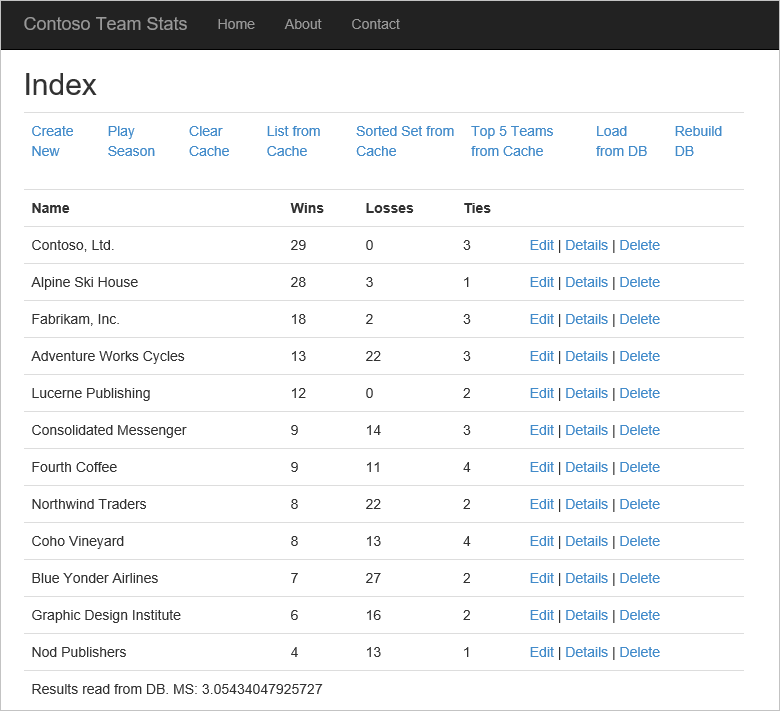 Contoso Team Stats Home About Contact
Index
Create New Play Season Clear Cache List from Cache Sorted Set from Cache Top 5 Teams from Cache Load from DB Rebuild DB
Name Wins Losses Ties
Contoso, Ltd. 29 0 3 Edit | Details | Delete
Alpine Ski House 28 3 1 Edit | Details | Delete
Fabrikam, Inc. 18 2 3 Edit | Details | Delete
Adventure Works Cycles 13 22 3 Edit | Details | Delete
Lucerne Publishing 12 0 2 Edit | Details | Delete
Consolidated Messenger 9 14 3 Edit | Details | Delete
Fourth Coffee 9 11 4 Edit | Details | Delete
Northwind Traders 8 22 2 Edit | Details | Delete
Coho Vineyard 8 13 4 Edit | Details | Delete
Blue Yonder Airlines 7 27 2 Edit | Details | Delete
Graphic Design Institute 6 16 2 Edit | Details | Delete
Nod Publishers 4 13 1 Edit | Details | Delete
Results read from DB. MS: 3.05434047925727